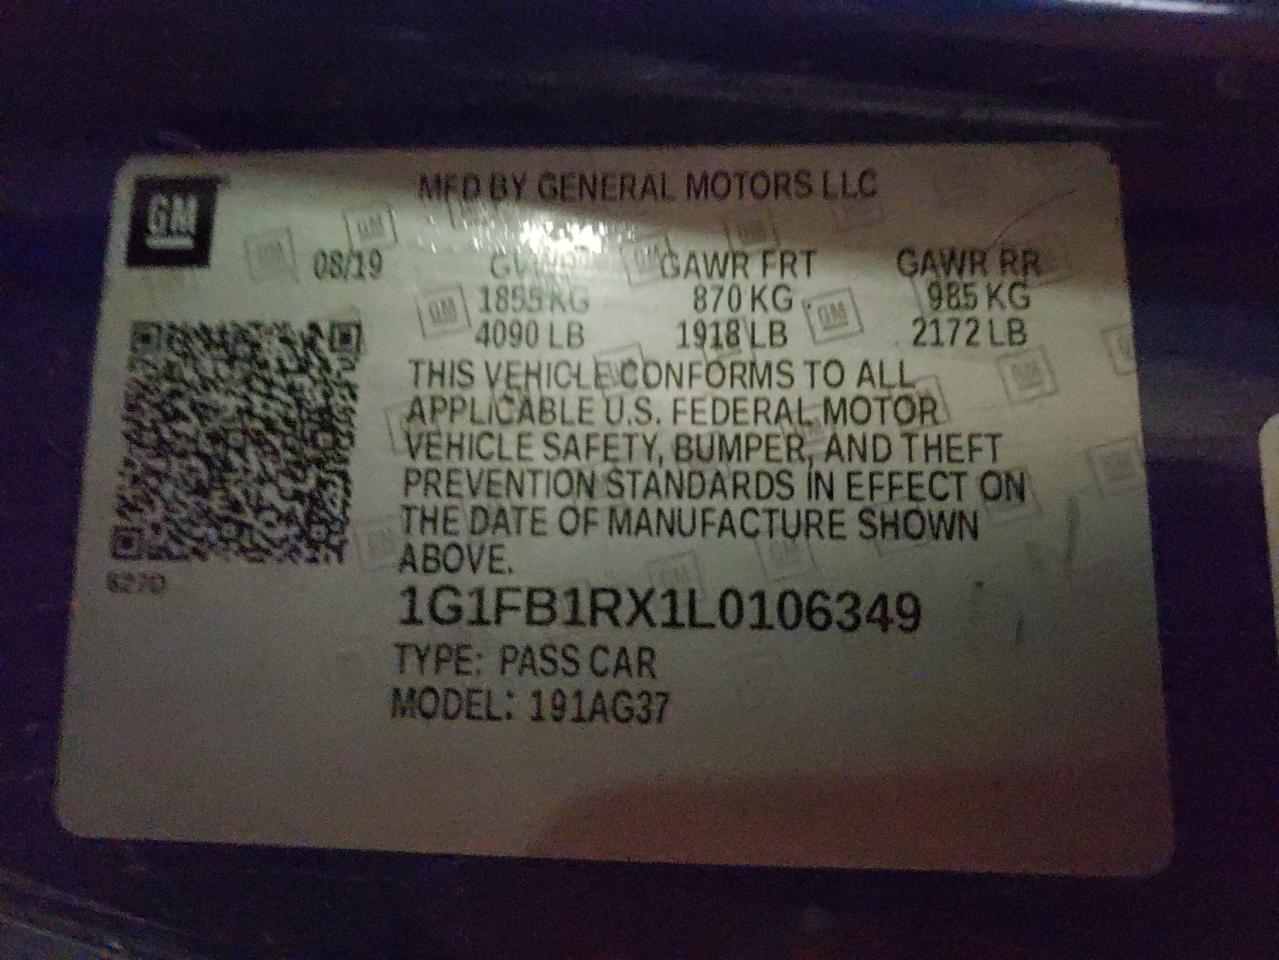 GM
MFD BY GENERAL MOTORS LLC
08/19 GVWR GAWR FRT GAWR RR
1855 KG 870 KG 985 KG
4090 LB 1918 LB 2172 LB
THIS VEHICLE CONFORMS TO ALL
APPLICABLE U.S. FEDERAL MOTOR
VEHICLE SAFETY, BUMPER, AND THEFT
PREVENTION STANDARDS IN EFFECT ON
THE DATE OF MANUFACTURE SHOWN
ABOVE.
1G1FB1RX1L0106349
TYPE: PASS CAR
MODEL: 191AG37